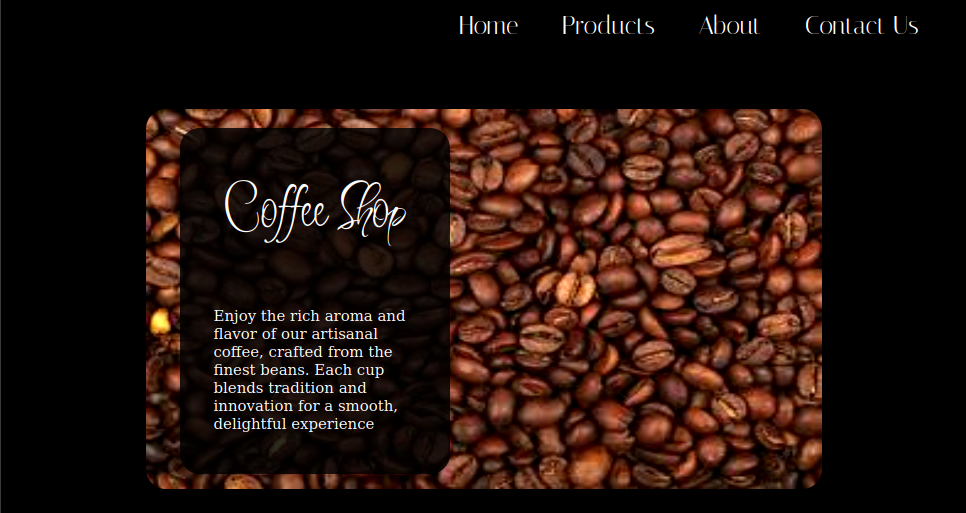 Home Products About Contact Us
Coffee Shop
Enjoy the rich aroma and
flavor of our artisanal
coffee, crafted from the
finest beans. Each cup
blends tradition and
innovation for a smooth,
delightful experience